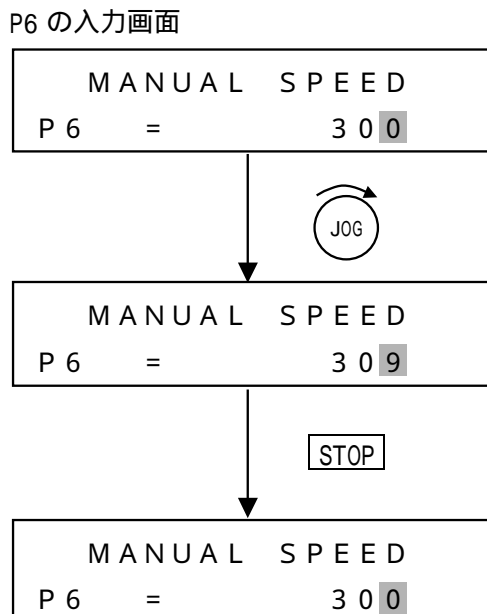 P6 の入力画面
MANUAL SPEED
P6 = 300
JOG
MANUAL SPEED
P6 = 309
STOP
MANUAL SPEED
P6 = 300